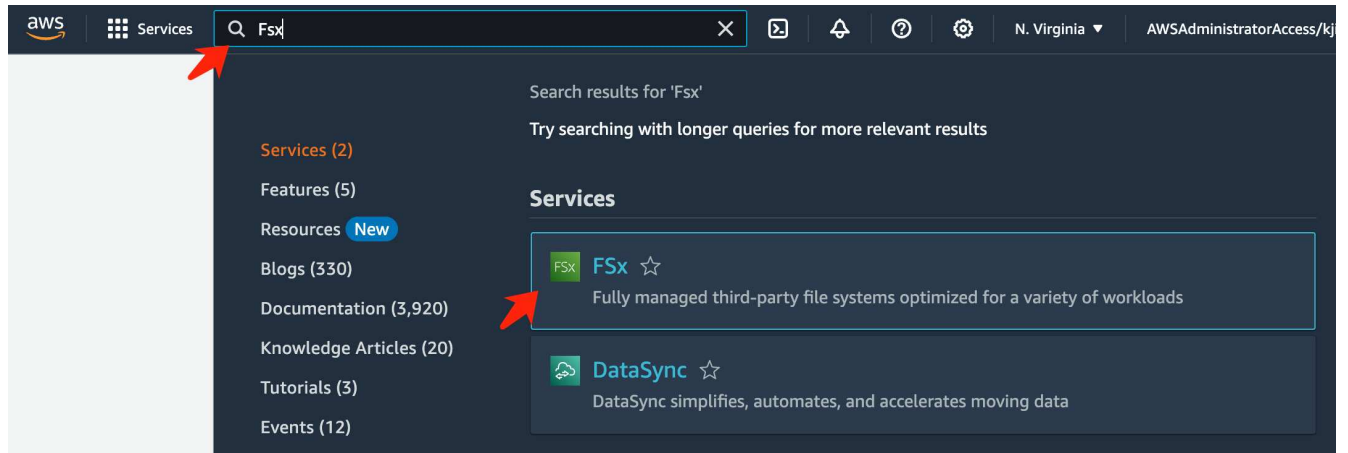 aws
Services
Fsx
N. Virginia
AWSAdministratorAccess/kji
Search results for 'Fsx'
Try searching with longer queries for more relevant results
Services (2)
Features (5)
Resources New
Blogs (330)
Documentation (3,920)
Knowledge Articles (20)
Tutorials (3)
Events (12)
Services
FSx
FSx
Fully managed third-party file systems optimized for a variety of workloads
DataSync
DataSync simplifies, automates, and accelerates moving data